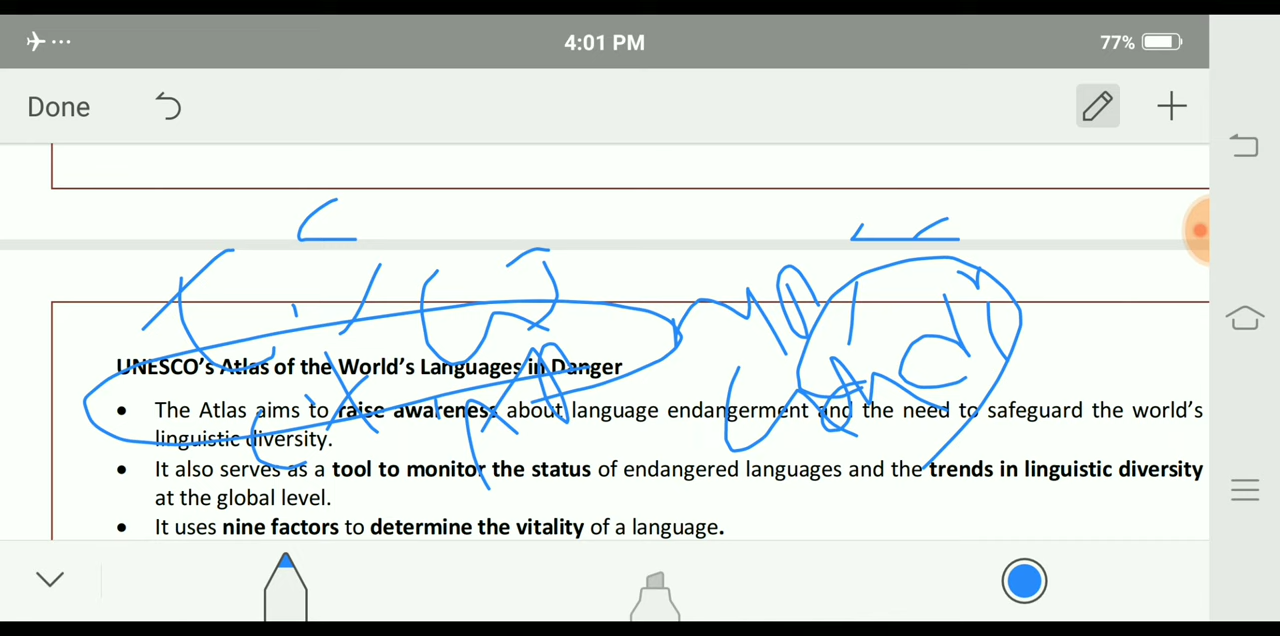 4:01 PM
77%
Done
UNESCO's Atlas of the World's Languages in Danger
• The Atlas aims to raise awareness about language endangerment and the need to safeguard the world's
linguistic diversity.
• It also serves as a tool to monitor the status of endangered languages and the trends in linguistic diversity
at the global level.
• It uses nine factors to determine the vitality of a language.